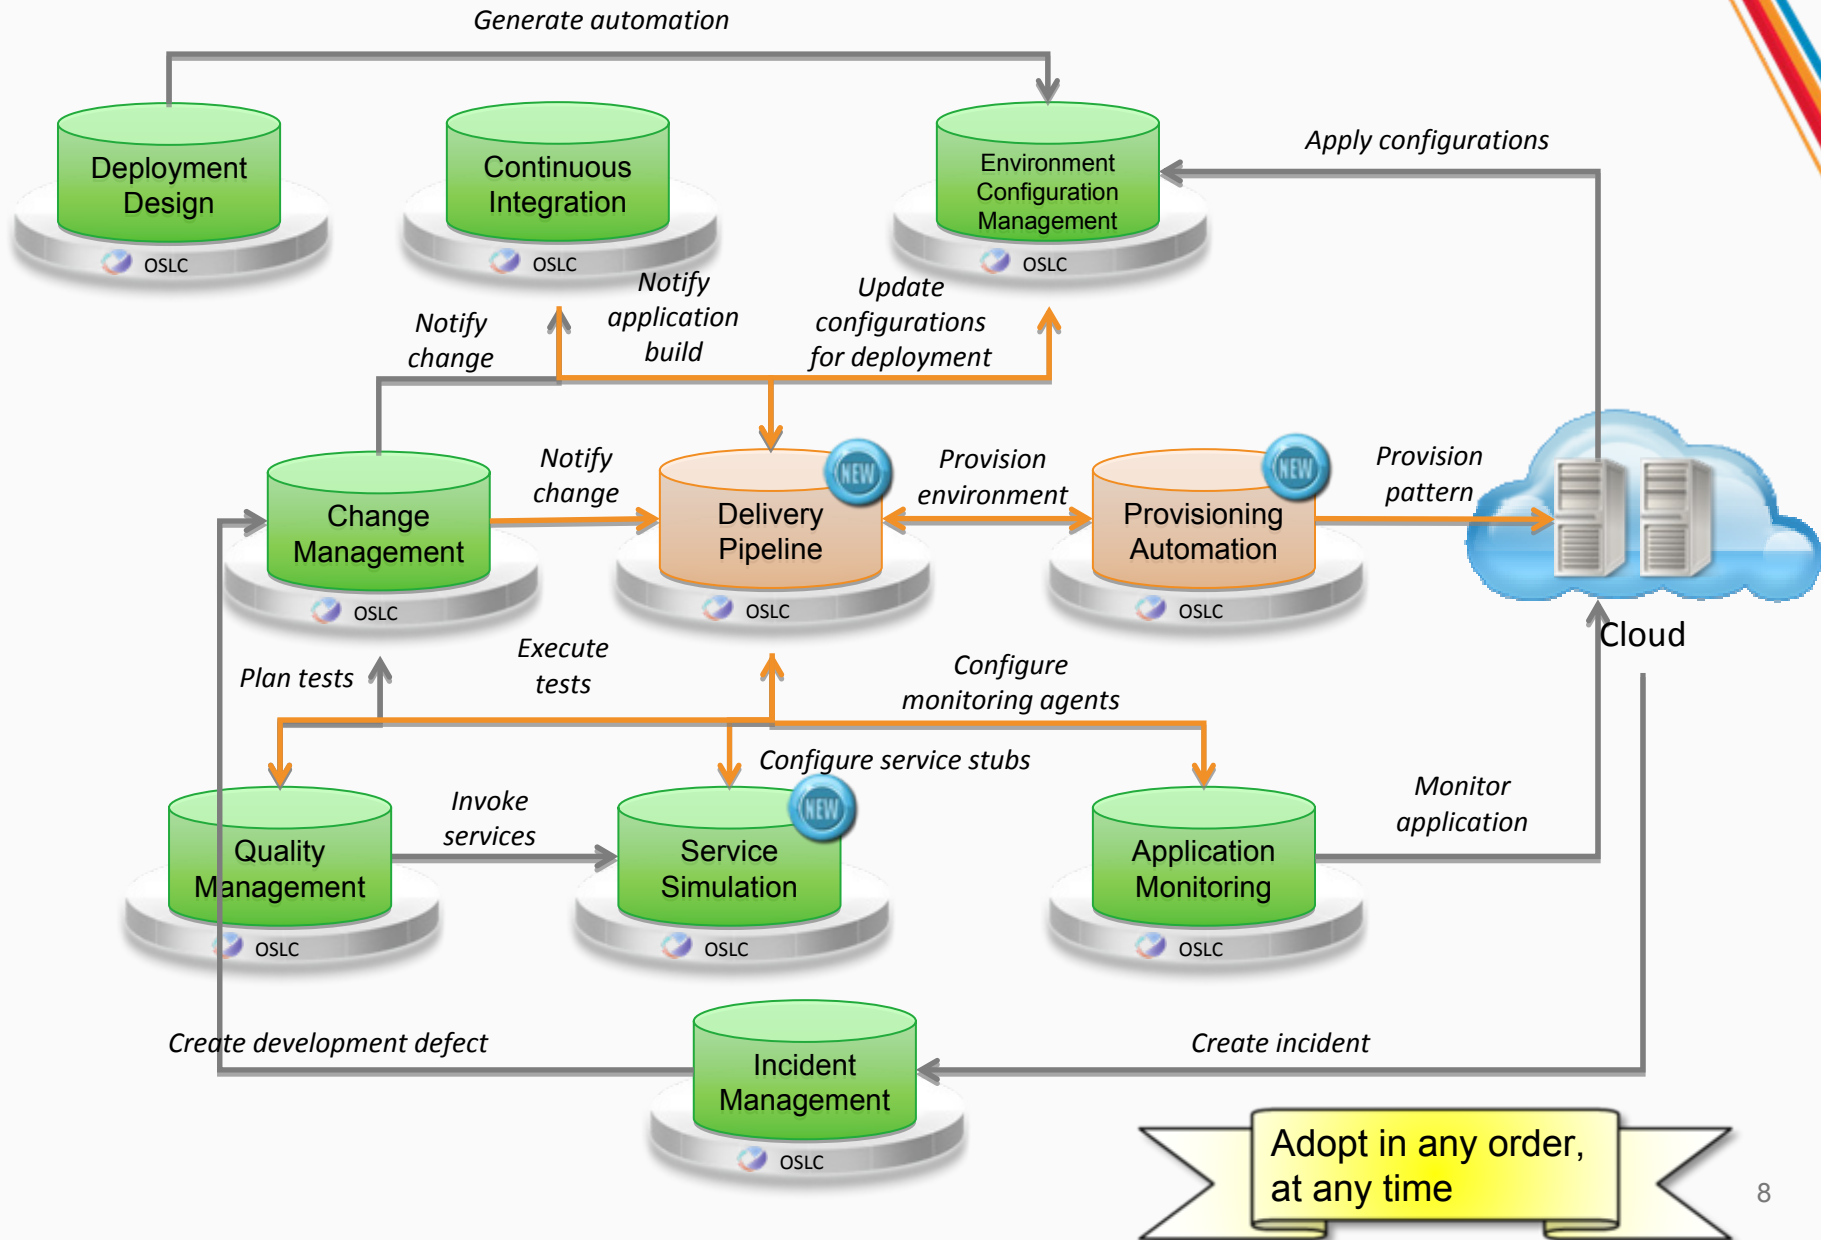 Generate automation
Deployment
Design
OSLC
Continuous
Integration
OSLC
Environment
Configuration
Management
OSLC
Apply configurations
Notify
change
Notify
application
build
Update
configurations
for deployment
Change
Management
OSLC
Notify
change
Delivery
Pipeline
NEW
OSLC
Provision
environment
Provisioning
Automation
NEW
OSLC
Provision
pattern
Cloud
Plan tests
Execute
tests
Configure
monitoring agents
Configure service stubs
Quality
Management
OSLC
Invoke
services
Service
Simulation
NEW
OSLC
Application
Monitoring
OSLC
Monitor
application
Create development defect
Incident
Management
OSLC
Create incident
Adopt in any order,
at any time
8